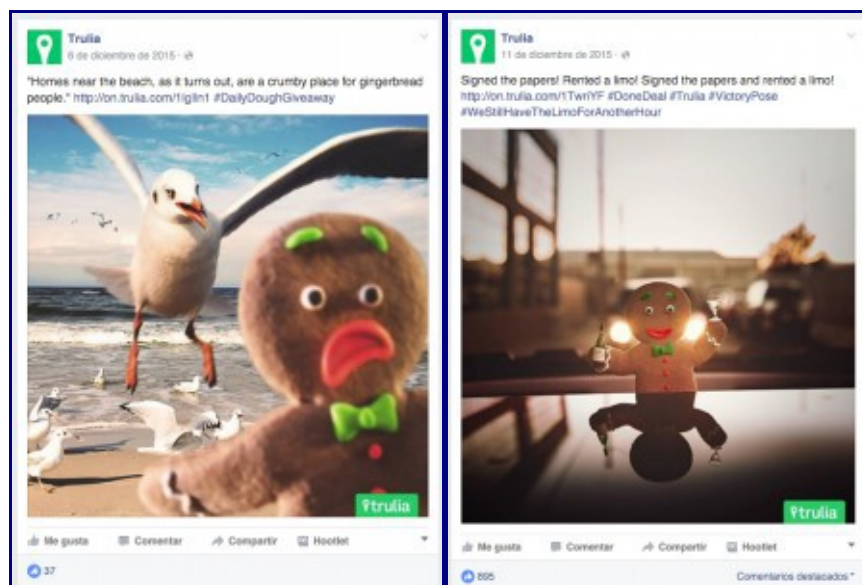 Trulia
6 de diciembre de 2015
"Homes near the beach, as it turns out, are a crumby place for gingerbread
people." http://on.trulia.com/1IgIin1 #DailyDoughGiveaway
trulia
Me gusta Comentar Compartir Hootlet
37
Trulia
11 de diciembre de 2015
Signed the papers! Rented a limo! Signed the papers and rented a limo!
http://on.trulia.com/1TwriYF #DoneDeal #Trulia #VictoryPose
#WeStillHaveTheLimoForAnotherHour
trulia
Me gusta Comentar Compartir Hootlet
895 Comentarios destacados